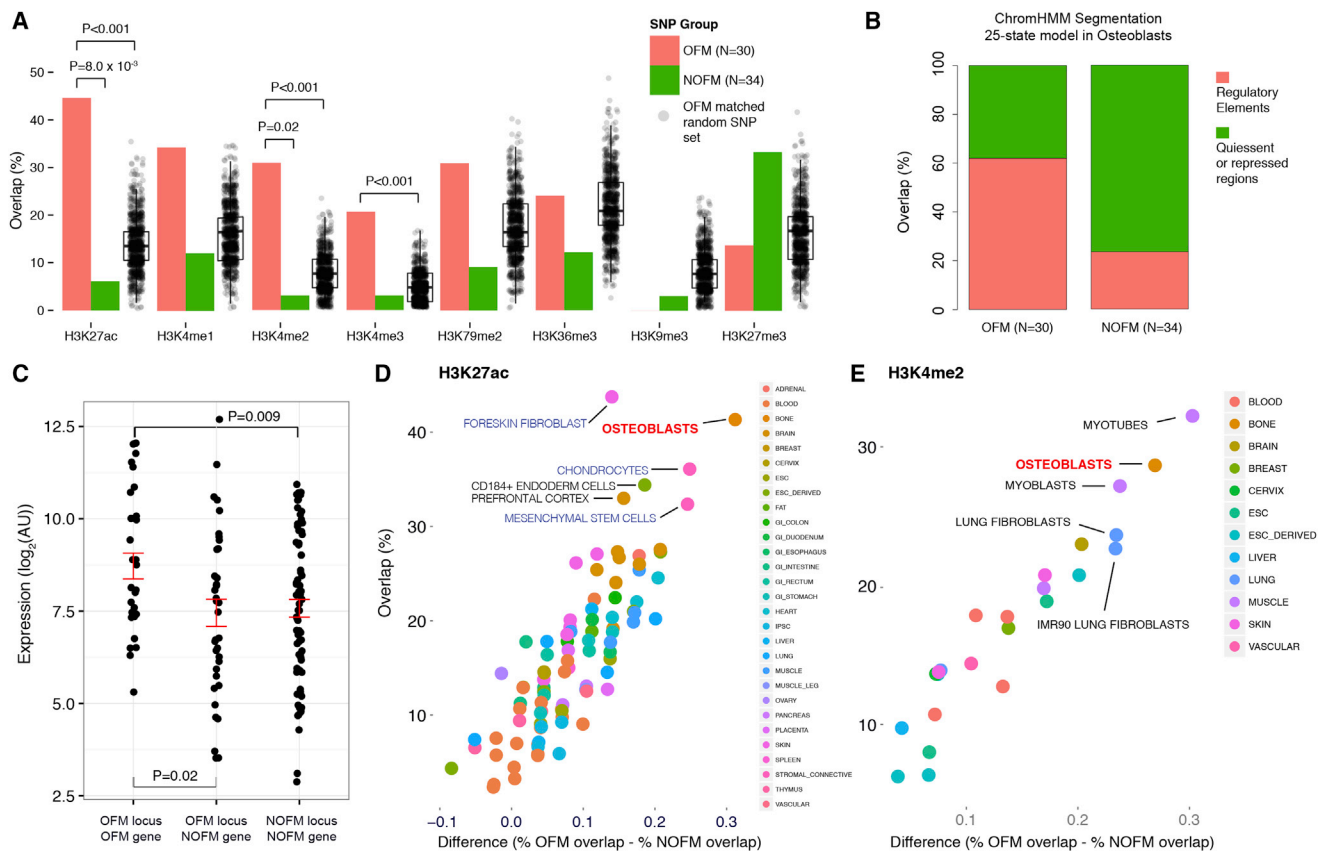 A
P<0.001
P=8.0 x 10⁻³
P<0.001
P=0.02
P<0.001
SNP Group
OFM (N=30)
NOFM (N=34)
OFM matched
random SNP
set
Overlap (%)
50
40
30
20
10
0
H3K27ac
H3K4me1
H3K4me2
H3K4me3
H3K79me2
H3K36me3
H3K9me3
H3K27me3
B
ChromHMM Segmentation
25-state model in Osteoblasts
Overlap (%)
100
80
60
40
20
0
OFM (N=30)
NOFM (N=34)
Regulatory
Elements
Quiessent
or repressed
regions
C
Expression (log₂(AU))
12.5
10.0
7.5
5.0
2.5
P=0.009
P=0.02
OFM locus
OFM gene
OFM locus
NOFM gene
NOFM locus
NOFM gene
D
H3K27ac
Overlap (%)
40
30
20
10
FORESKIN FIBROBLAST
OSTEOBLASTS
CHONDROCYTES
CD184+ ENDODERM CELLS
PREFRONTAL CORTEX
MESENCHYMAL STEM CELLS
−0.1
0.0
0.1
0.2
0.3
Difference (% OFM overlap - % NOFM overlap)
ADRENAL
BLOOD
BONE
BRAIN
BREAST
CERVIX
ESC
ESC_DERIVED
FAT
GI_COLON
GI_DUODENUM
GI_ESOPHAGUS
GI_INTESTINE
GI_RECTUM
GI_STOMACH
HEART
IPSC
LIVER
LUNG
MUSCLE
MUSCLE_LEG
OVARY
PANCREAS
PLACENTA
SKIN
SPLEEN
STROMAL_CONNECTIVE
THYMUS
VASCULAR
E
H3K4me2
30
20
10
MYOTUBES
OSTEOBLASTS
MYOBLASTS
LUNG FIBROBLASTS
IMR90 LUNG FIBROBLASTS
0.1
0.2
0.3
Difference (% OFM overlap - % NOFM overlap)
BLOOD
BONE
BRAIN
BREAST
CERVIX
ESC
ESC_DERIVED
LIVER
LUNG
MUSCLE
SKIN
VASCULAR